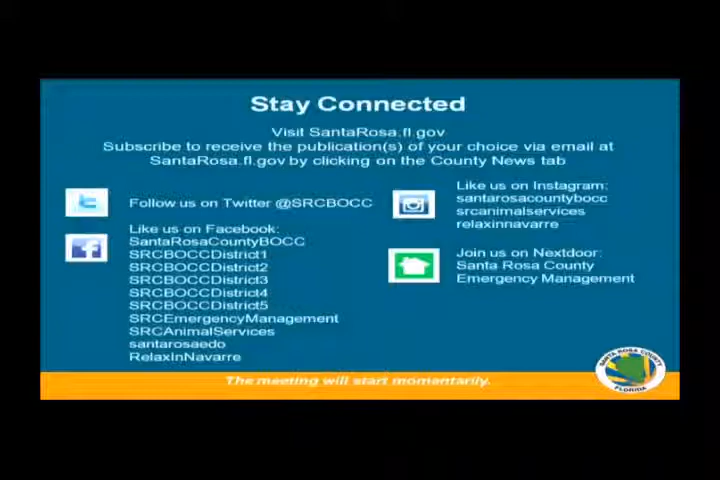 Stay Connected
Visit SantaRosa.fl.gov
Subscribe to receive the publication(s) of your choice via email at
SantaRosa.fl.gov by clicking on the County News tab
Follow us on Twitter @SRCBOCC
Like us on Facebook:
SantaRosaCountyBOCC
SRCBOCCDistrict1
SRCBOCCDistrict2
SRCBOCCDistrict3
SRCBOCCDistrict4
SRCBOCCDistrict5
SRCEmergencyManagement
SRCAnimalServices
santarosaedo
RelaxInNavarre
Like us on Instagram:
santarosacountybocc
srcanimalservices
relaxinnavarre
Join us on Nextdoor:
Santa Rosa County
Emergency Management
The meeting will start momentarily.
SANTA ROSA COUNTY
FLORIDA